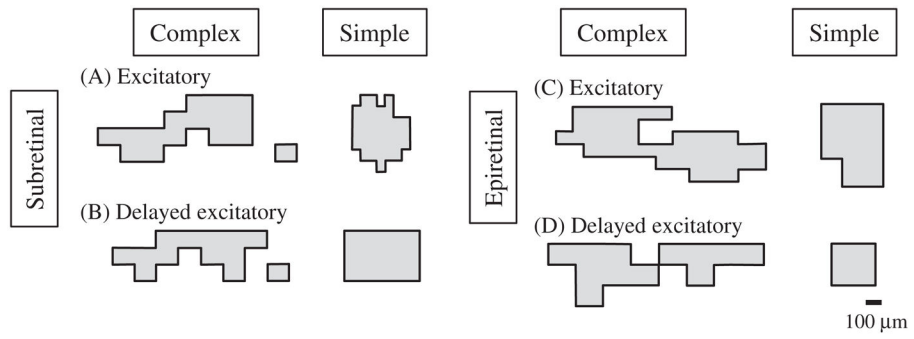 Complex
Simple
Complex
Simple
(A) Excitatory
(C) Excitatory
Subretinal
Epiretinal
(B) Delayed excitatory
(D) Delayed excitatory
100 μm